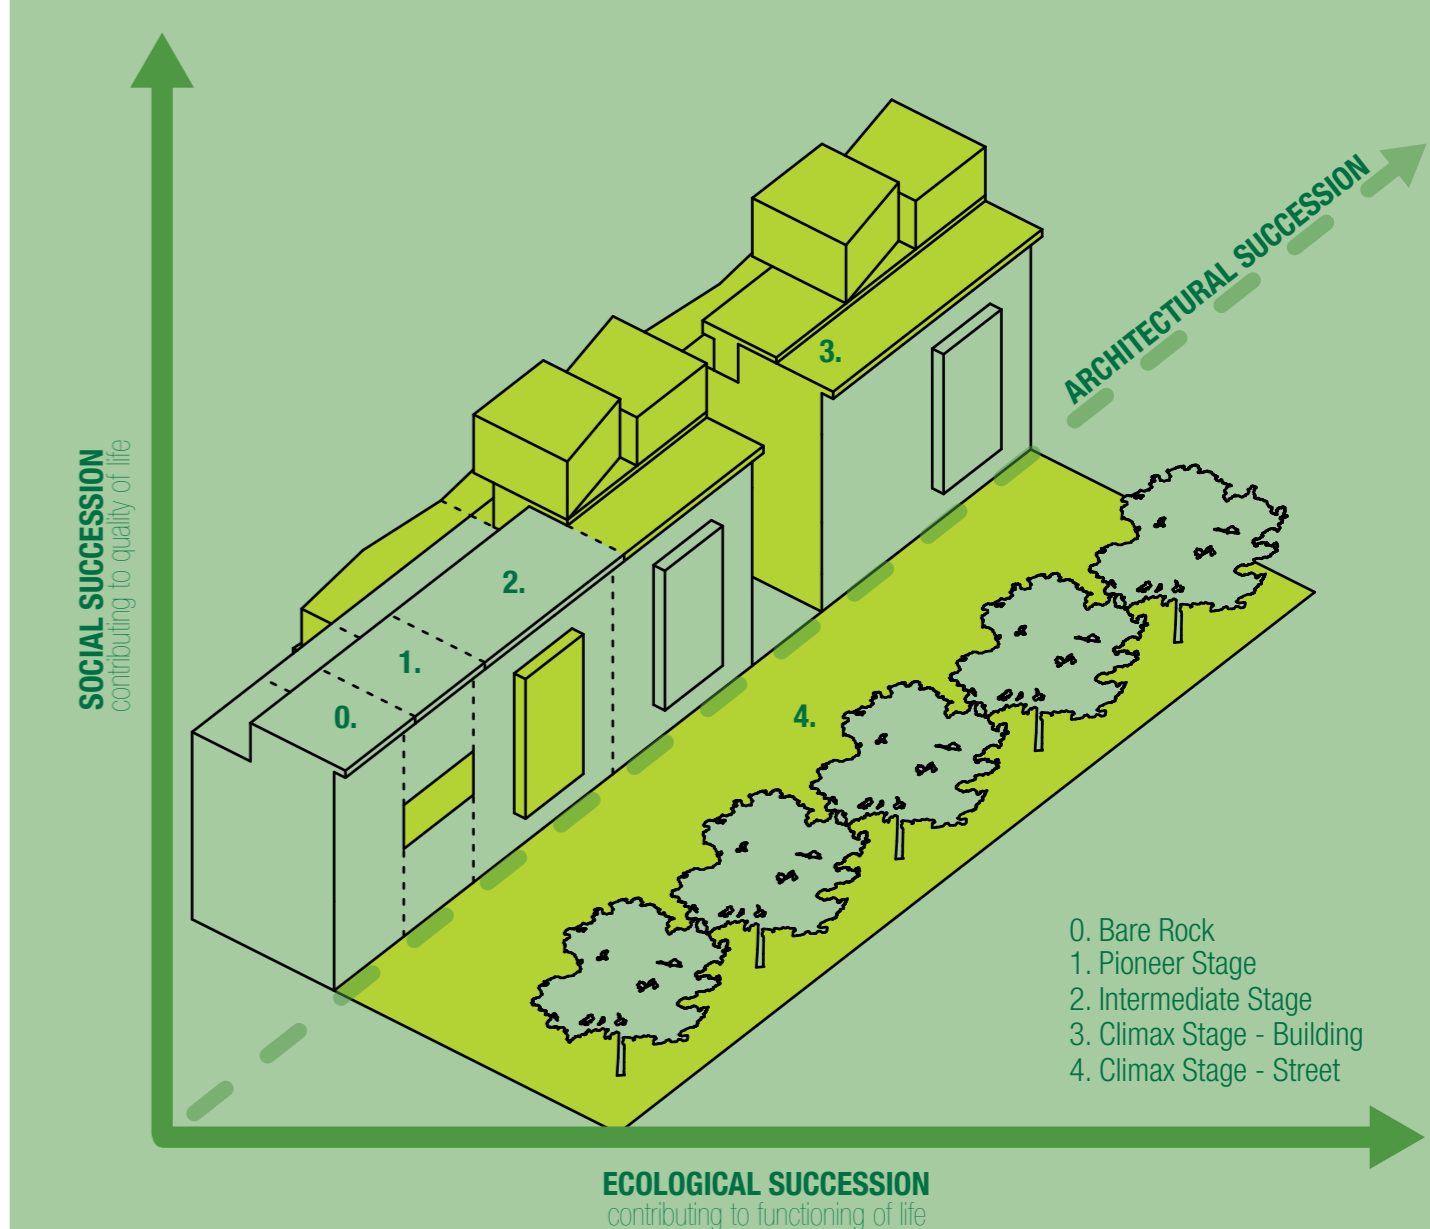 SOCIAL SUCCESSION
contributing to quality of life
ARCHITECTURAL SUCCESSION
3.
2.
1.
0.
4.
0. Bare Rock
1. Pioneer Stage
2. Intermediate Stage
3. Climax Stage - Building
4. Climax Stage - Street
ECOLOGICAL SUCCESSION
contributing to functioning of life